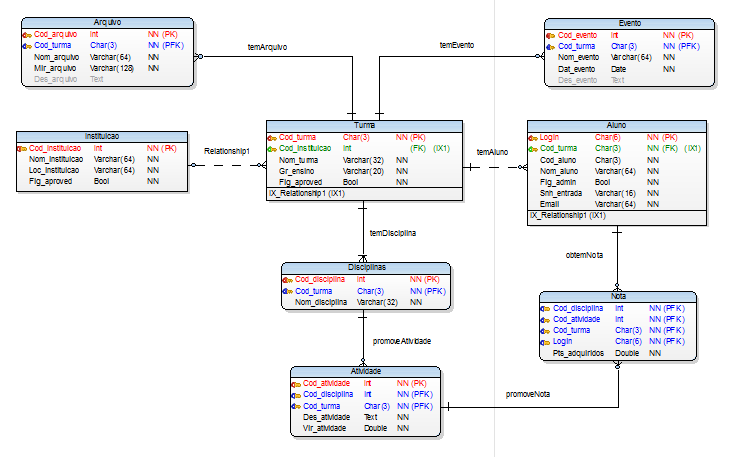 Arquivo
Cod_arquivo Int NN (PK)
Cod_turma Char(3) NN (PFK)
Nom_arquivo Varchar(64) NN
Mir_arquivo Varchar(128) NN
Des_arquivo Text
temArquivo
temEvento
Evento
Cod_evento Int NN (PK)
Cod_turma Char(3) NN (PFK)
Nom_evento Varchar(64) NN
Dat_evento Date NN
Des_evento Text
Instituicao
Cod_Instituicao Int NN (PK)
Nom_Instituicao Varchar(64) NN
Loc_Instituicao Varchar(64) NN
Flg_aproved Bool NN
Relationship1
Turma
Cod_turma Char(3) NN (PK)
Cod_Instituicao Int (FK) (IX1)
Nom_turma Varchar(32) NN
Gr_ensino Varchar(20) NN
Flg_aproved Bool NN
IX_Relationship1 (IX1)
temAluno
Aluno
Login Char(6) NN (PK)
Cod_turma Char(3) (FK) (IX1)
Cod_aluno Char(3) NN
Nom_aluno Varchar(64) NN
Flg_admin Bool NN
Snh_entrada Varchar(16) NN
Email Varchar(64) NN
IX_Relationship1 (IX1)
temDisciplina
obtemNota
Disciplinas
Cod_disciplina Int NN (PK)
Cod_turma Char(3) NN (PFK)
Nom_disciplina Varchar(32) NN
Nota
Cod_disciplina Int NN (PFK)
Cod_atividade Int NN (PFK)
Cod_turma Char(3) NN (PFK)
Login Char(6) NN (PFK)
Pts_adquiridos Double NN
promoveAtividade
Atividade
Cod_atividade Int NN (PK)
Cod_disciplina Int NN (PFK)
Cod_turma Char(3) NN (PFK)
Des_atividade Text NN
Vlr_atividade Double NN
promoveNota